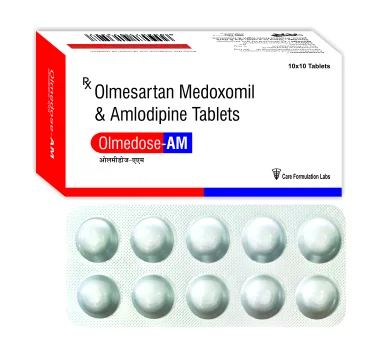 10x10 Tablets
Rx Olmesartan Medoxomil
& Amlodipine Tablets
Olmedose-AM
ओलमीडोज-एएम
Care Formulation Labs
Olmedose-AM